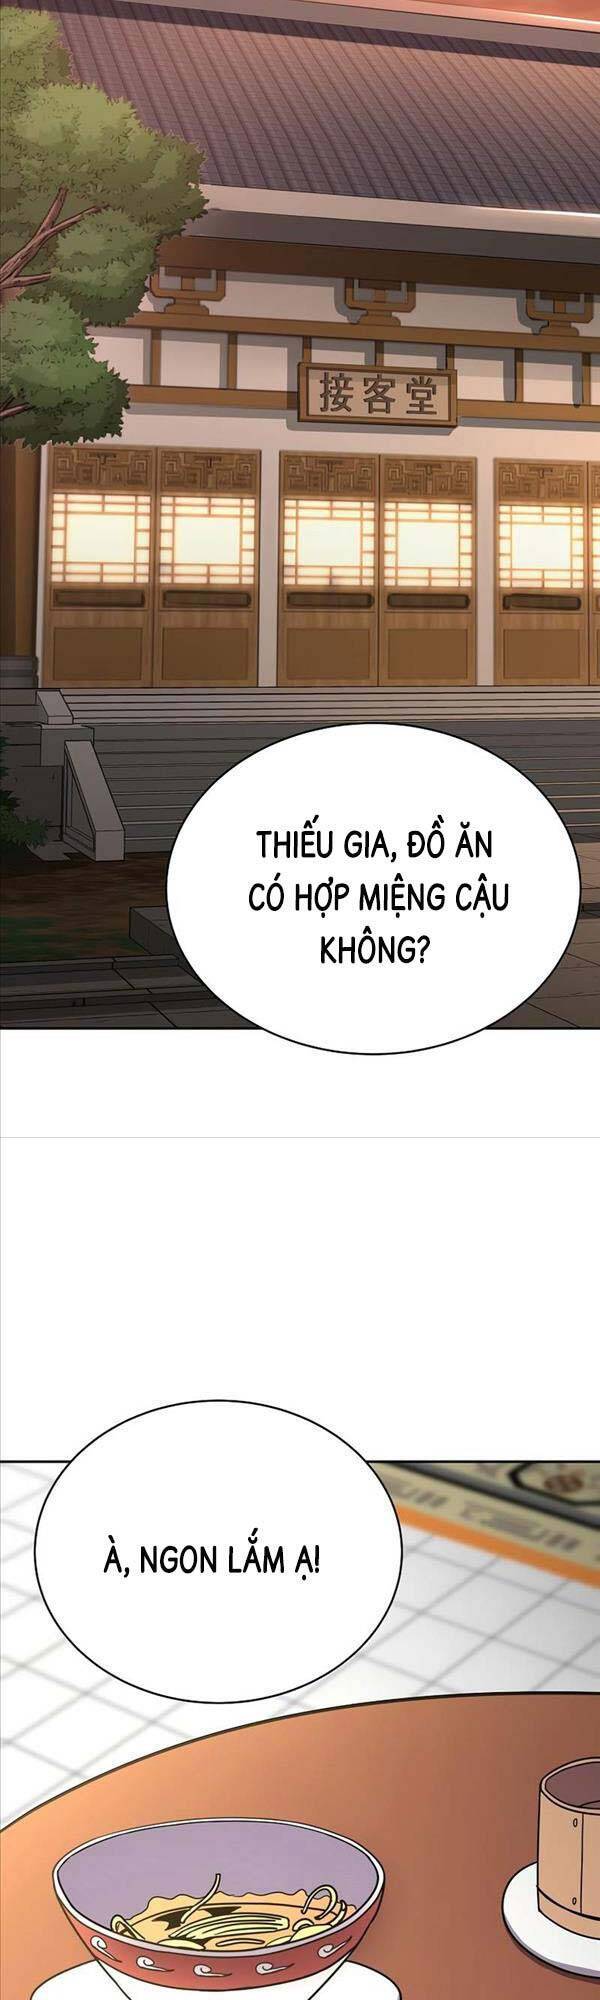 接客堂
THIẾU GIA, ĐỒ ĂN
CÓ HỢP MIỆNG CẬU
KHÔNG?
À, NGON LẮM Ạ!